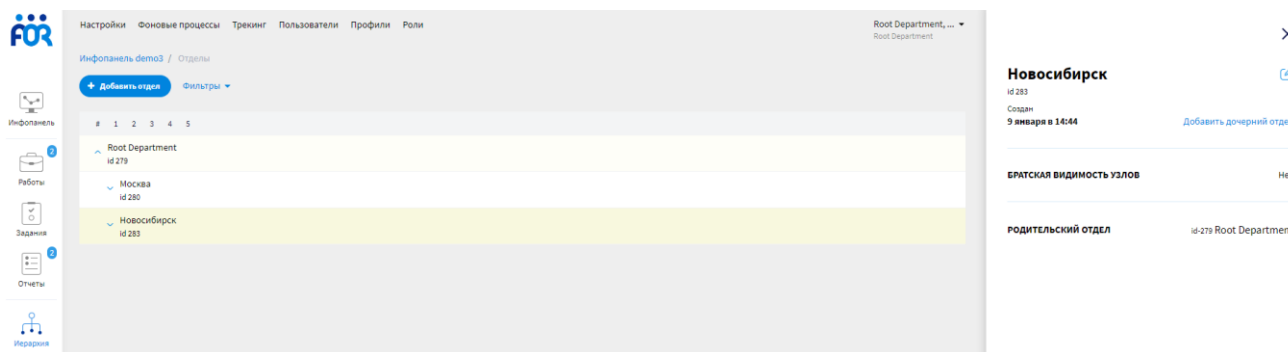 FÖR
Настройки Фоновые процессы Трекинг Пользователи Профили Роли
Root Department, ...
Root Department
Инфопанель demo3 / Отделы
+ Добавить отдел Фильтры
# 1 2 3 4 5
Root Department
id 279
Москва
id 280
Новосибирск
id 283
Инфопанель
2
Работы
Задания
2
Отчеты
Иерархия
Новосибирск
id 283
Создан
9 января в 14:44
Добавить дочерний отде
БРАТСКАЯ ВИДИМОСТЬ УЗЛОВ Не
РОДИТЕЛЬСКИЙ ОТДЕЛ id-279 Root Departmen